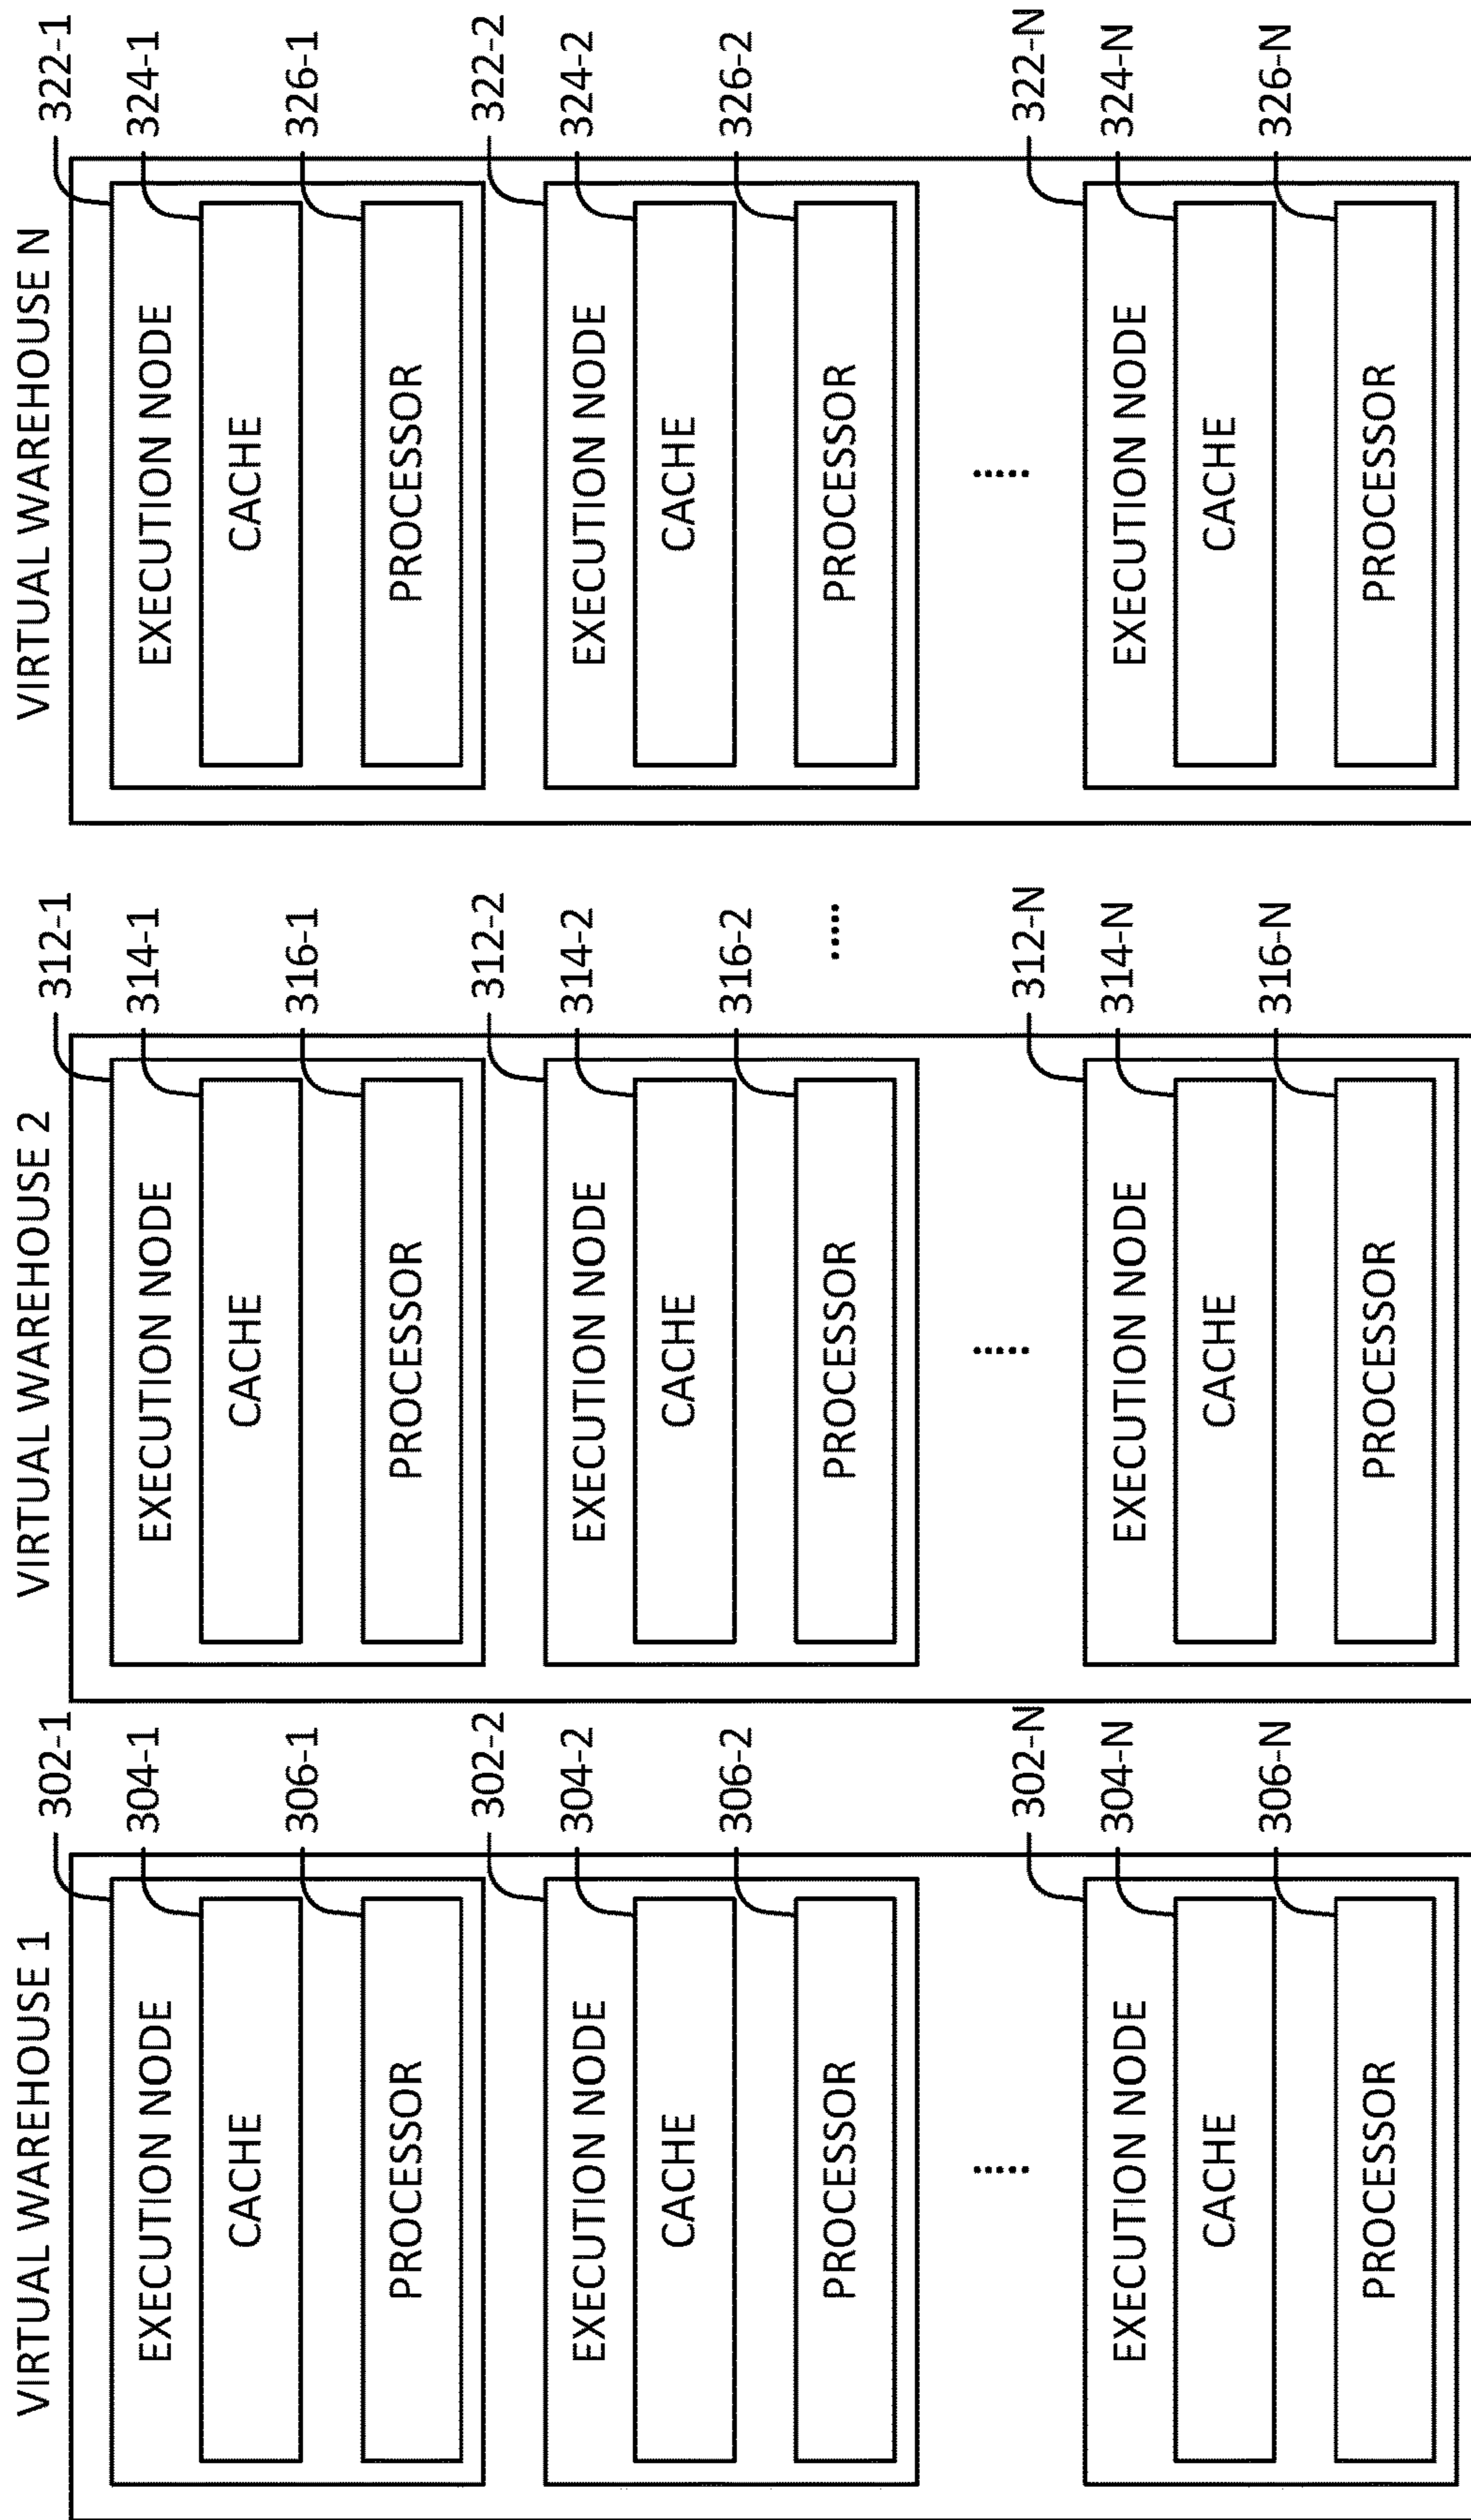 VIRTUAL WAREHOUSE 1
302-1
EXECUTION NODE
304-1
CACHE
306-1
PROCESSOR
302-2
EXECUTION NODE
304-2
CACHE
306-2
PROCESSOR
.....
302-N
EXECUTION NODE
304-N
CACHE
306-N
PROCESSOR
VIRTUAL WAREHOUSE 2
312-1
EXECUTION NODE
314-1
CACHE
316-1
PROCESSOR
312-2
EXECUTION NODE
314-2
CACHE
316-2
PROCESSOR
.....
.....
312-N
EXECUTION NODE
314-N
CACHE
316-N
PROCESSOR
VIRTUAL WAREHOUSE N
322-1
EXECUTION NODE
324-1
CACHE
326-1
PROCESSOR
322-2
EXECUTION NODE
324-2
CACHE
326-2
PROCESSOR
.....
322-N
EXECUTION NODE
324-N
CACHE
326-N
PROCESSOR